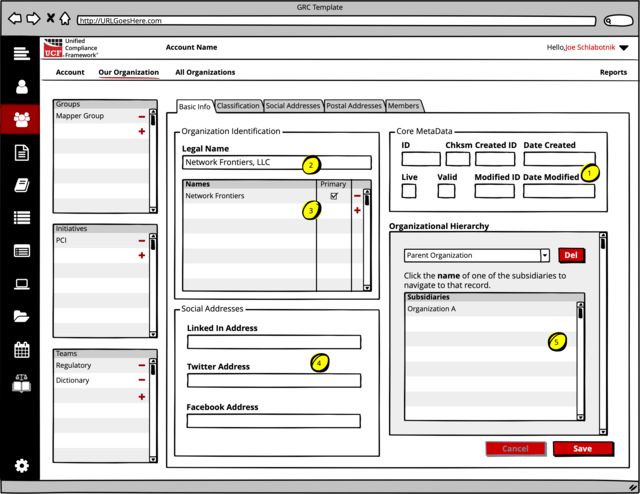 GRC Template
http://URLGoesHere.com
UCF
Unified
Compliance
Framework
Account Name
Hello, Joe Schlabotnik
Account
Our Organization
All Organizations
Reports
Groups
Mapper Group
Initiatives
PCI
Teams
Regulatory
Dictionary
Basic Info
Classification
Social Addresses
Postal Addresses
Members
Organization Identification
Legal Name
Network Frontiers, LLC
2
Names
Primary
Network Frontiers
3
Social Addresses
Linked In Address
4
Twitter Address
Facebook Address
Core MetaData
ID
Chksm
Created ID
Date Created
1
Live
Valid
Modified ID
Date Modified
Organizational Hierarchy
Parent Organization
Del
Click the name of one of the subsidiaries to
navigate to that record.
Subsidiaries
Organization A
5
Cancel
Save